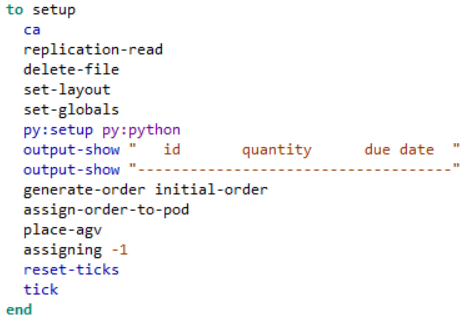 to setup
  ca
  replication-read
  delete-file
  set-layout
  set-globals
  py:setup py:python
  output-show "   id       quantity      due date  "
  output-show "-------------------------------------"
  generate-order initial-order
  assign-order-to-pod
  place-agv
  assigning -1
  reset-ticks
  tick
end